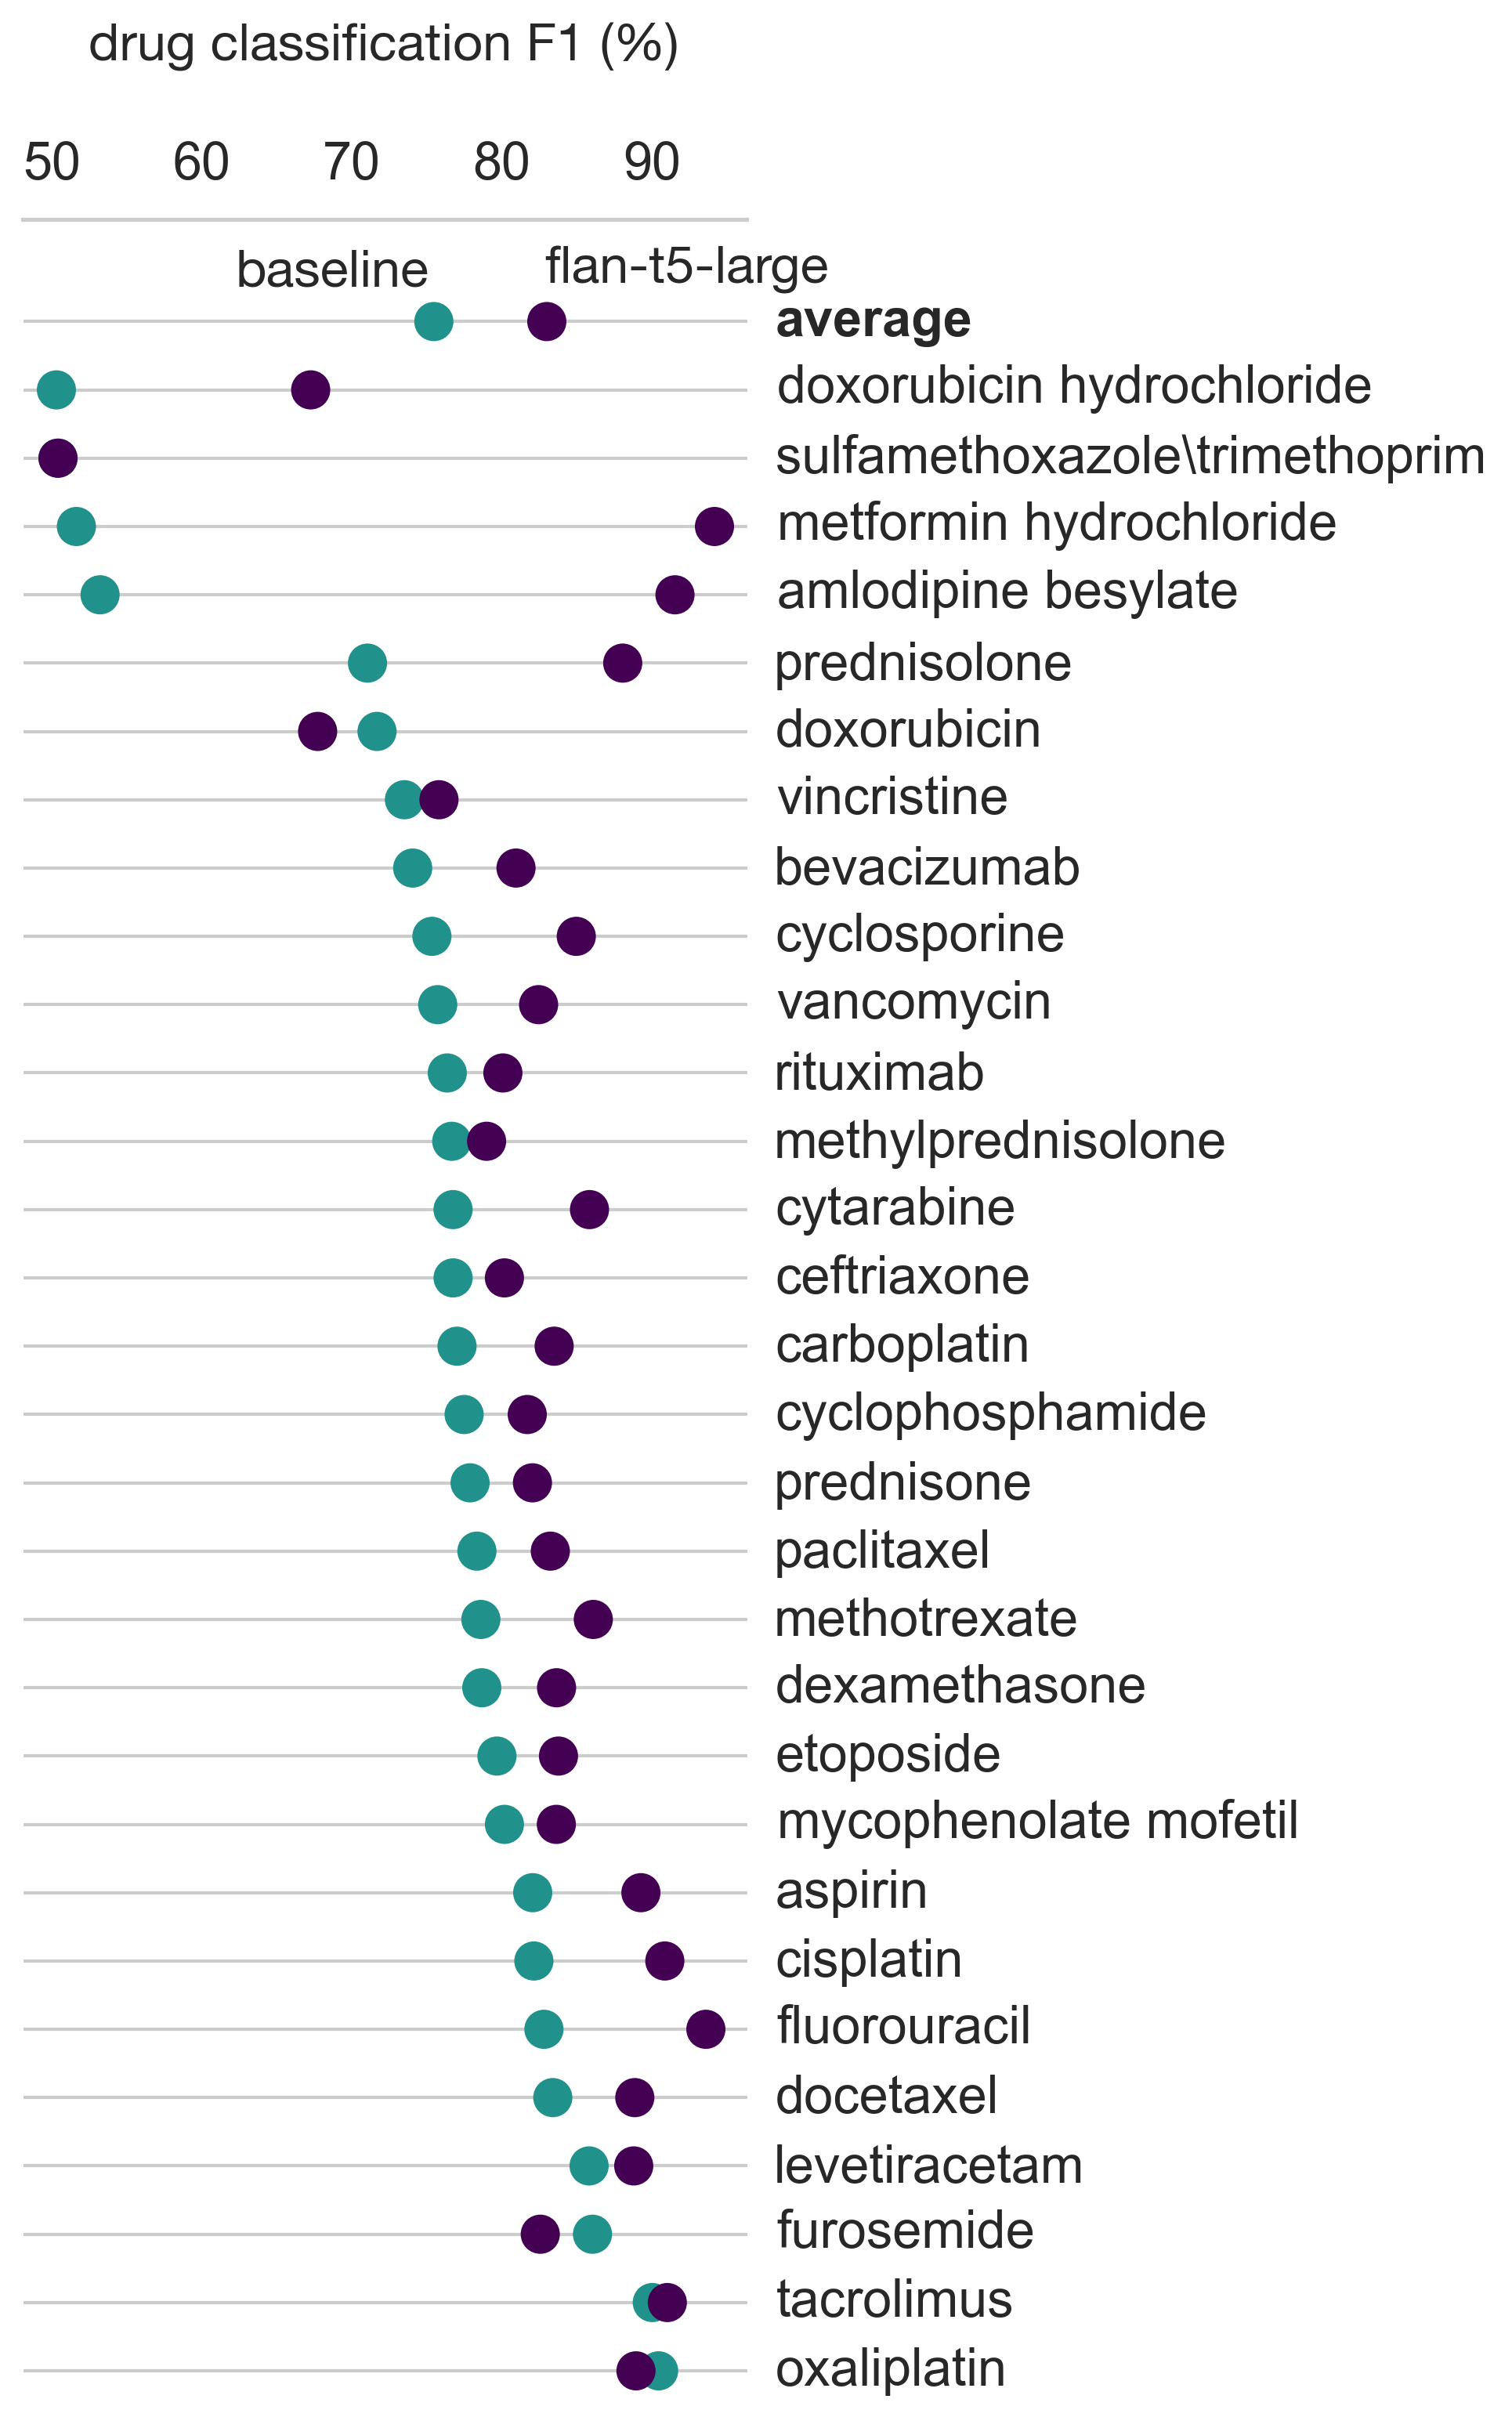 drug classification F1 (%)
50 60 70 80 90
baseline flan-t5-large
average
doxorubicin hydrochloride
sulfamethoxazole\trimethoprim
metformin hydrochloride
amlodipine besylate
prednisolone
doxorubicin
vincristine
bevacizumab
cyclosporine
vancomycin
rituximab
methylprednisolone
cytarabine
ceftriaxone
carboplatin
cyclophosphamide
prednisone
paclitaxel
methotrexate
dexamethasone
etoposide
mycophenolate mofetil
aspirin
cisplatin
fluorouracil
docetaxel
levetiracetam
furosemide
tacrolimus
oxaliplatin